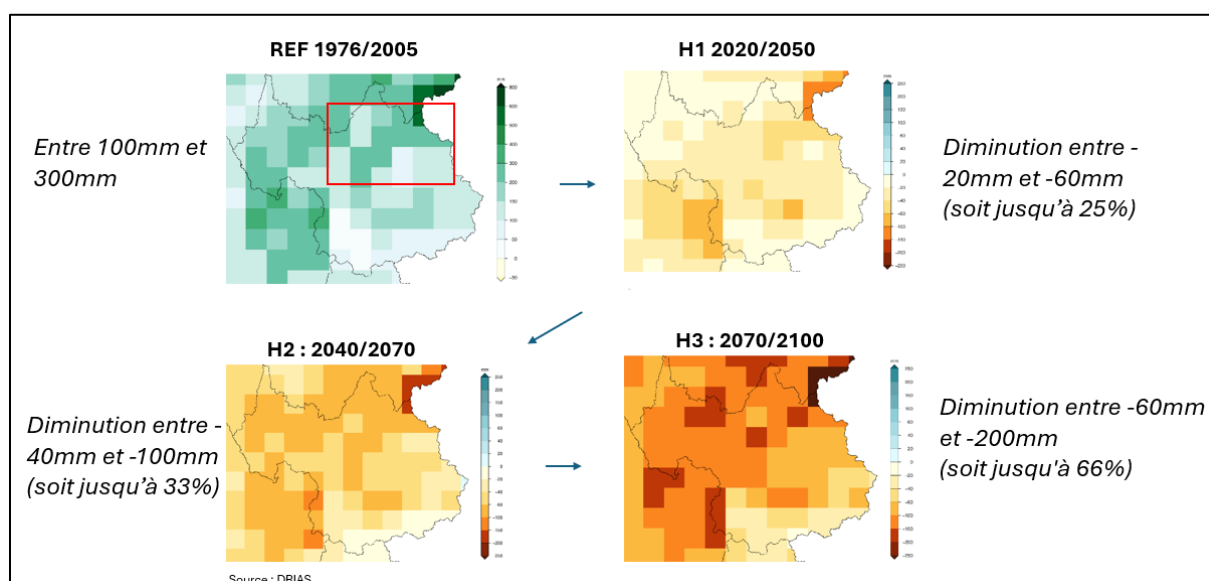 REF 1976/2005
H1 2020/2050
Entre 100mm et
300mm
Diminution entre -
20mm et -60mm
(soit jusqu'à 25%)
H2 : 2040/2070
H3 : 2070/2100
Diminution entre -
40mm et -100mm
(soit jusqu'à 33%)
Diminution entre -60mm
et -200mm
(soit jusqu'à 66%)
Source : DRIAS